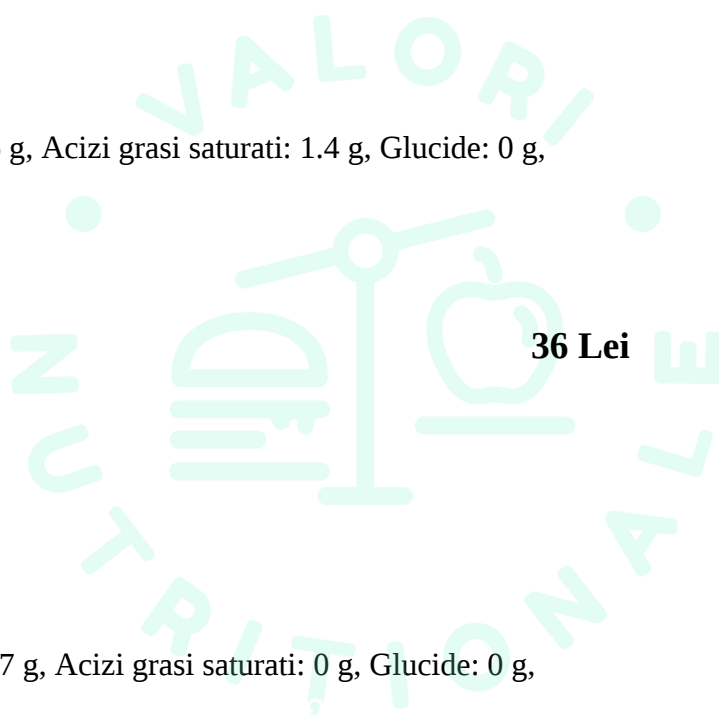 VALORI
g, Acizi grasi saturati: 1.4 g, Glucide: 0 g,
36 Lei
NUTRIȚIONALE
7 g, Acizi grasi saturati: 0 g, Glucide: 0 g,